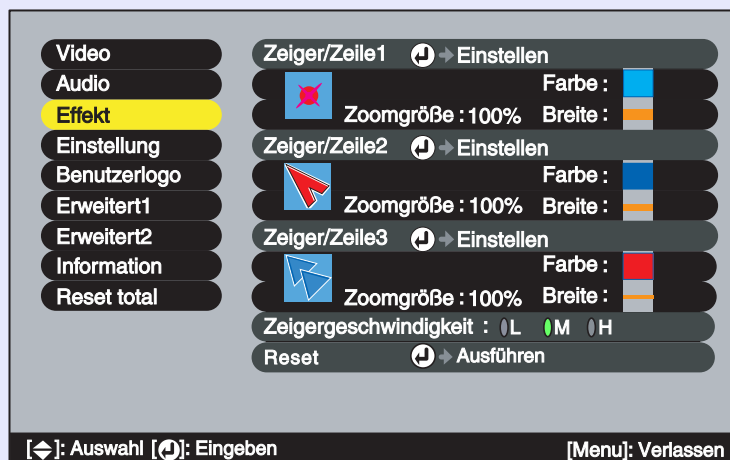 Video
Audio
Effekt
Einstellung
Benutzerlogo
Erweitert1
Erweitert2
Information
Reset total
Zeiger/Zeile1 Einstellen
Farbe :
Zoomgröße : 100% Breite :
Zeiger/Zeile2 Einstellen
Farbe :
Zoomgröße : 100% Breite :
Zeiger/Zeile3 Einstellen
Farbe :
Zoomgröße : 100% Breite :
Zeigergeschwindigkeit : L M H
Reset Ausführen
[ ]: Auswahl [ ]: Eingeben [Menu]: Verlassen